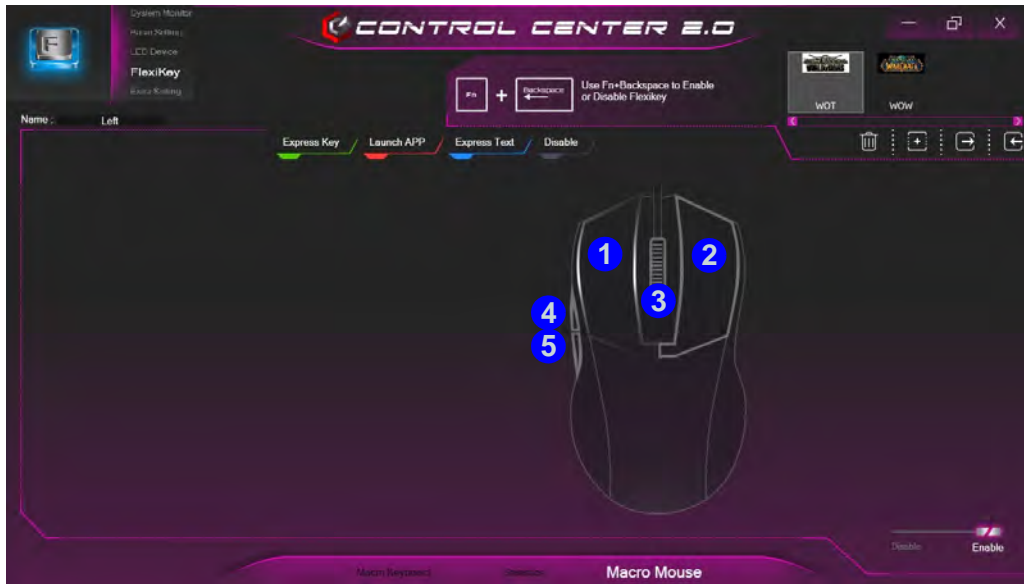 System Monitor
CONTROL CENTER 2.0
LED Device
FlexiKey
F
Fn + Backspace
Use Fn+Backspace to Enable
or Disable Flexikey
WOT
WOW
Name :
Left
Express Key
Launch APP
Express Text
Disable
1
2
3
4
5
Disable
Enable
Macro Keyboard
Macro Mouse